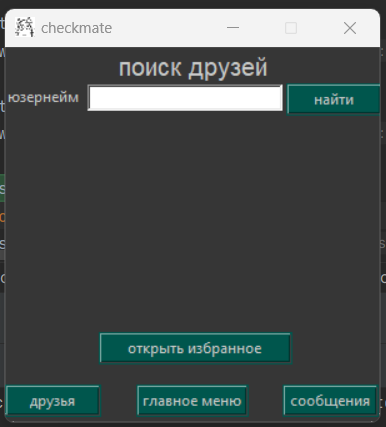 checkmate
поиск друзей
юзернейм найти
открыть избранное
друзья главное меню сообщения